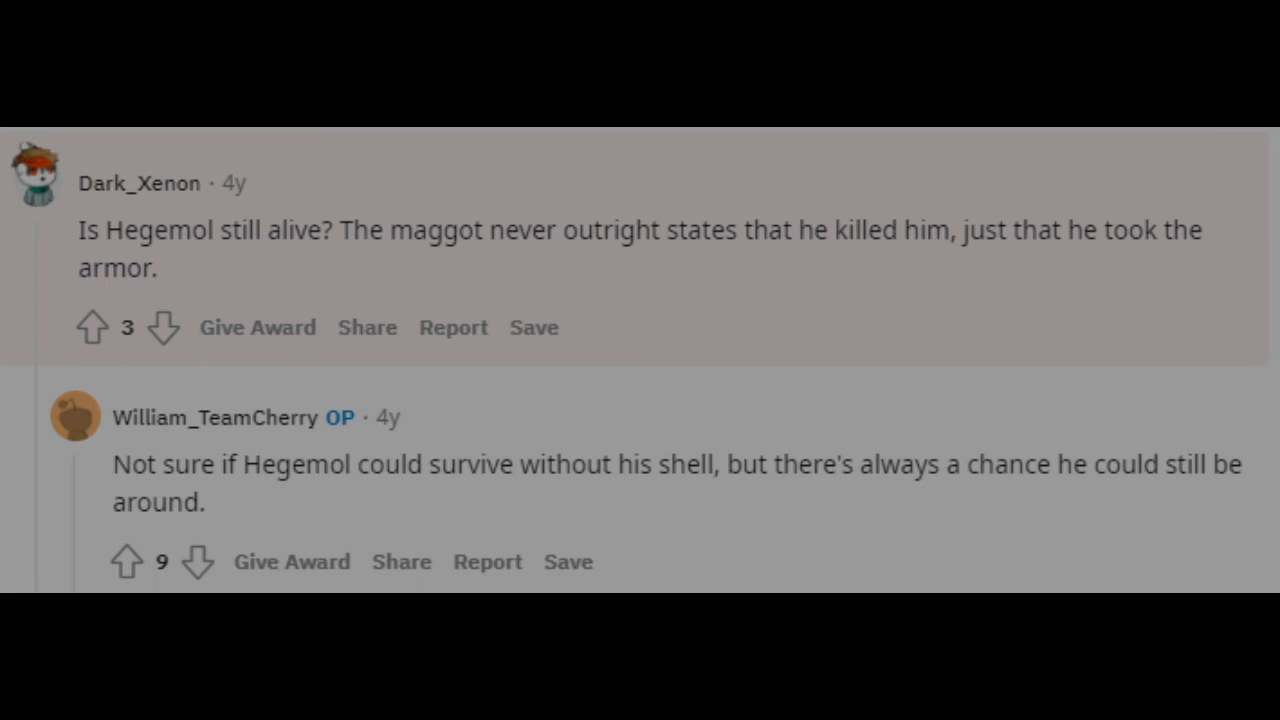 Dark_Xenon · 4y
Is Hegemol still alive? The maggot never outright states that he killed him, just that he took the
armor.
3 Give Award Share Report Save
William_TeamCherry OP · 4y
Not sure if Hegemol could survive without his shell, but there's always a chance he could still be
around.
9 Give Award Share Report Save